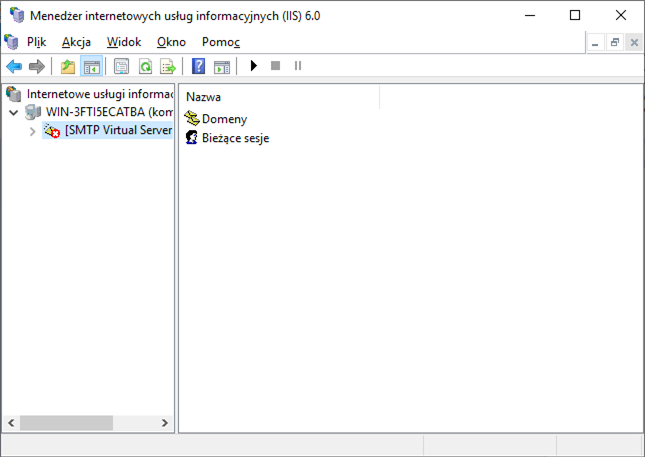 Menedżer internetowych usług informacyjnych (IIS) 6.0
Plik Akcja Widok Okno Pomoc
Internetowe usługi informac
WIN-3FTI5ECATBA (kom
[SMTP Virtual Server
Nazwa
Domeny
Bieżące sesje